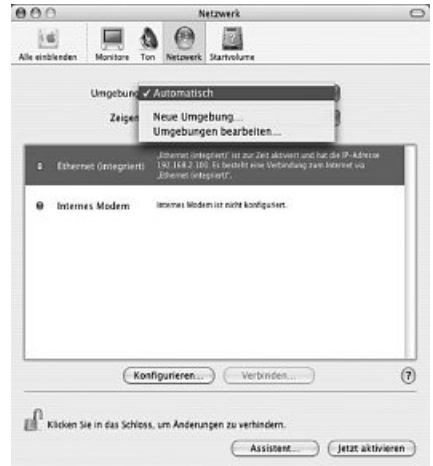 Netzwerk
Alle einblenden Monitore Ton Netzwerk Startvolume
Umgebung ✓ Automatisch
Neue Umgebung...
Zeigen
Umgebungen bearbeiten...
Ethernet (integriert)
„Ethernet (integriert)" ist zur Zeit aktiviert und hat die IP-Adresse
192.168.2.100. Es besteht eine Verbindung zum Internet via
„Ethernet (integriert)".
Internes Modem
Internes Modem ist nicht konfiguriert.
Konfigurieren... Verbinden... ?
Klicken Sie in das Schloss, um Änderungen zu verhindern.
Assistent... Jetzt aktivieren